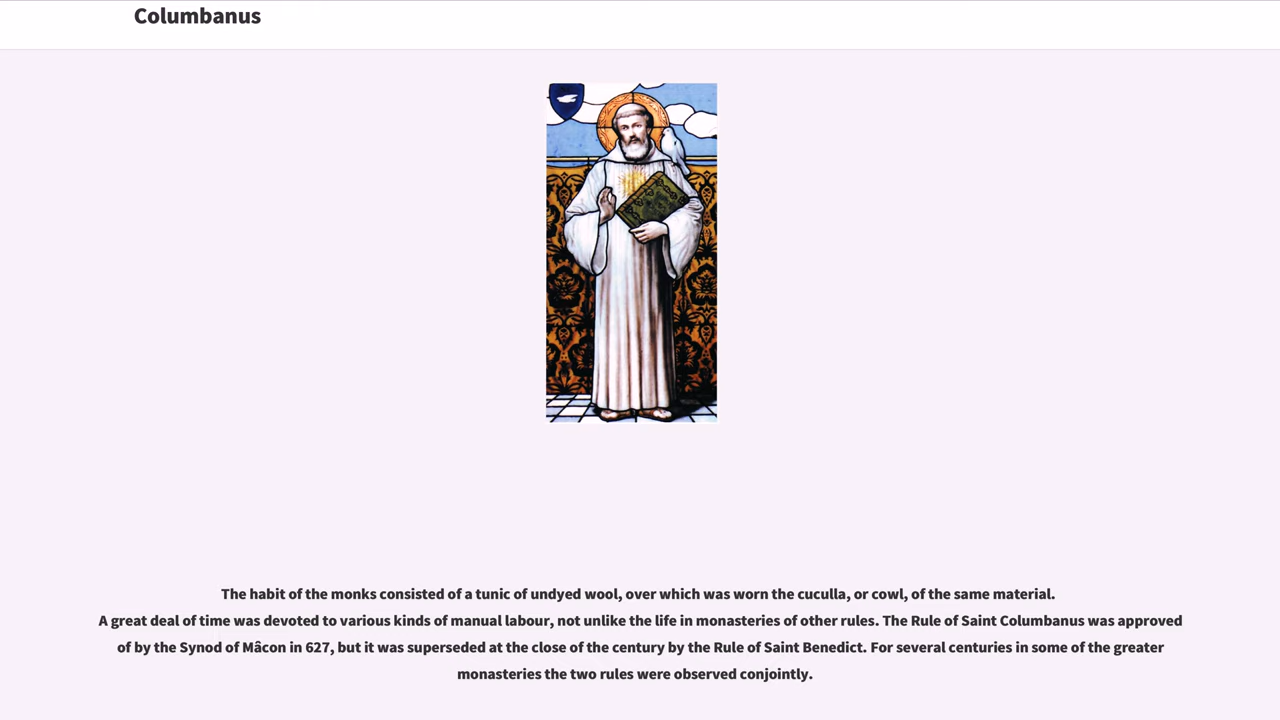 Columbanus
The habit of the monks consisted of a tunic of undyed wool, over which was worn the cuculla, or cowl, of the same material.
A great deal of time was devoted to various kinds of manual labour, not unlike the life in monasteries of other rules. The Rule of Saint Columbanus was approved
of by the Synod of Mâcon in 627, but it was superseded at the close of the century by the Rule of Saint Benedict. For several centuries in some of the greater
monasteries the two rules were observed conjointly.